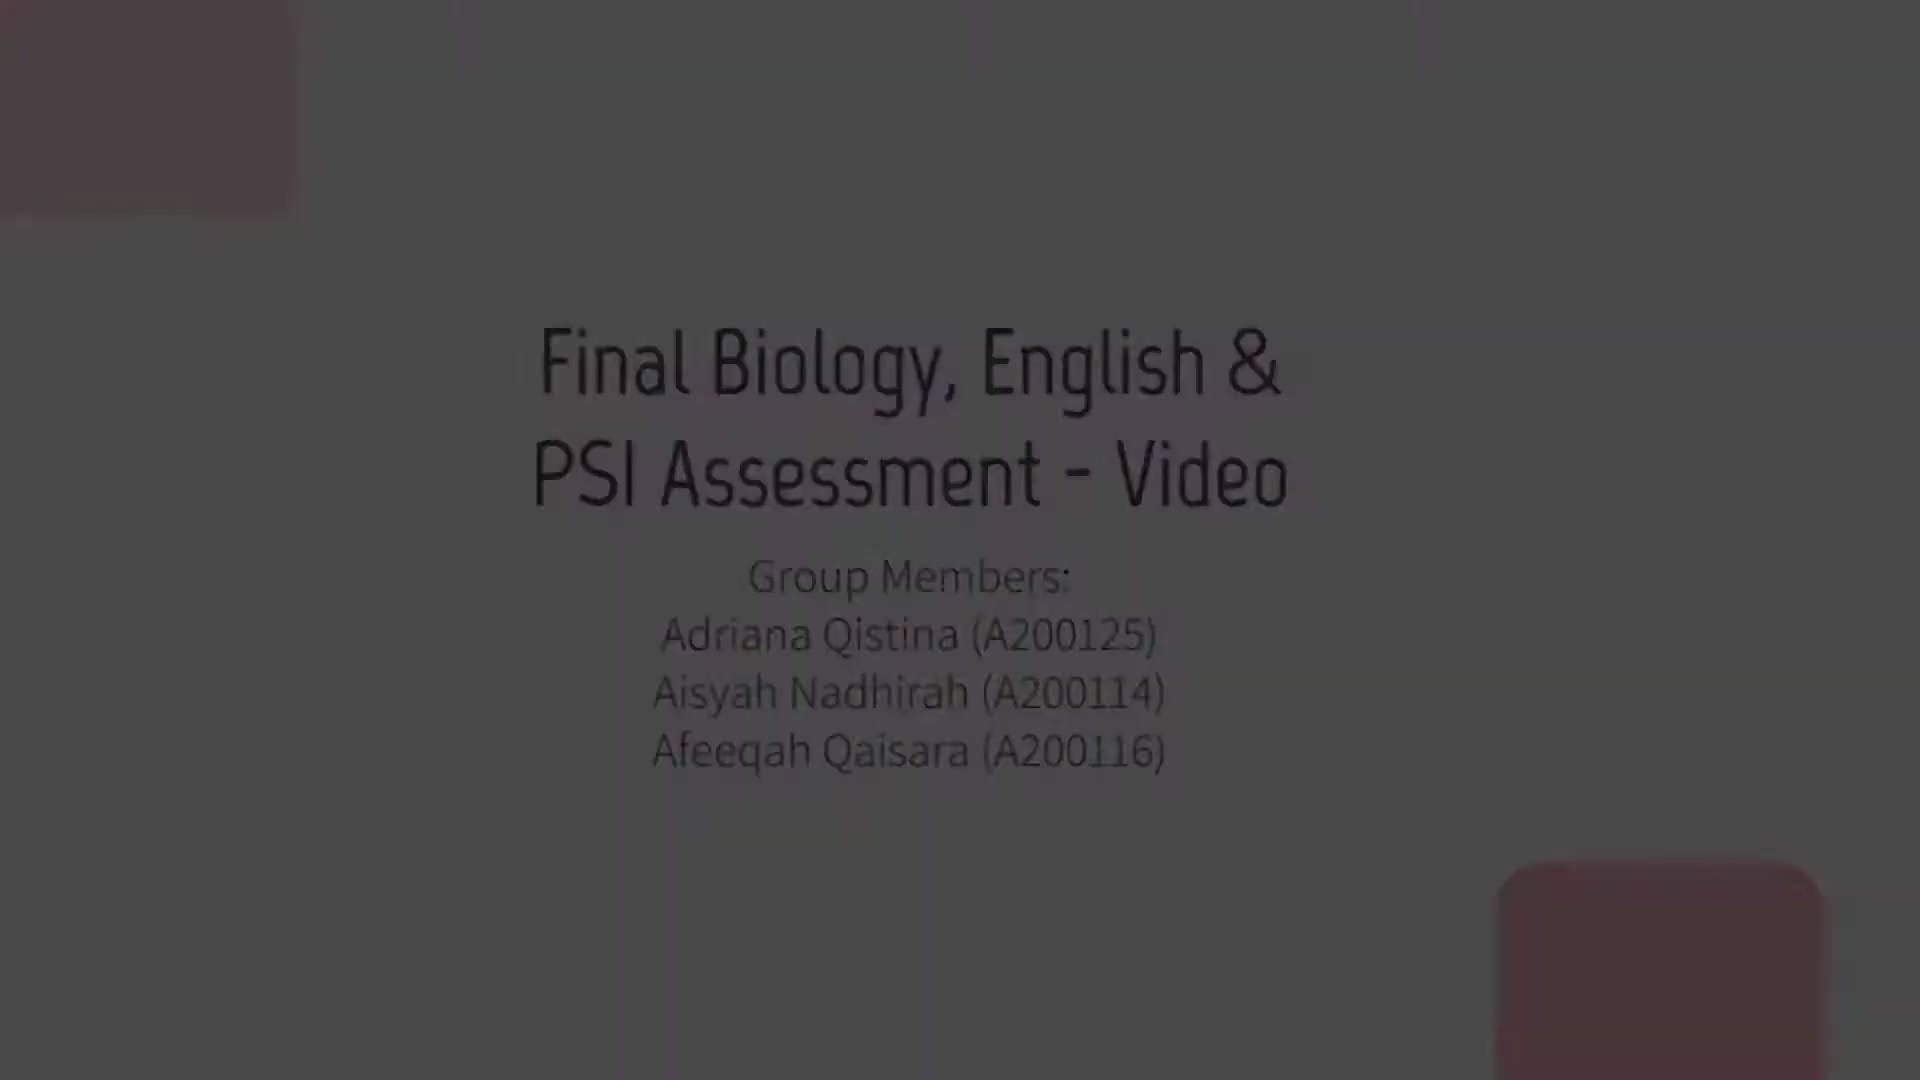 Final Biology, English &
PSI Assessment - Video
Group Members:
Adriana Qistina (A200125)
Aisyah Nadhirah (A200114)
Afeeqah Qaisara (A200116)